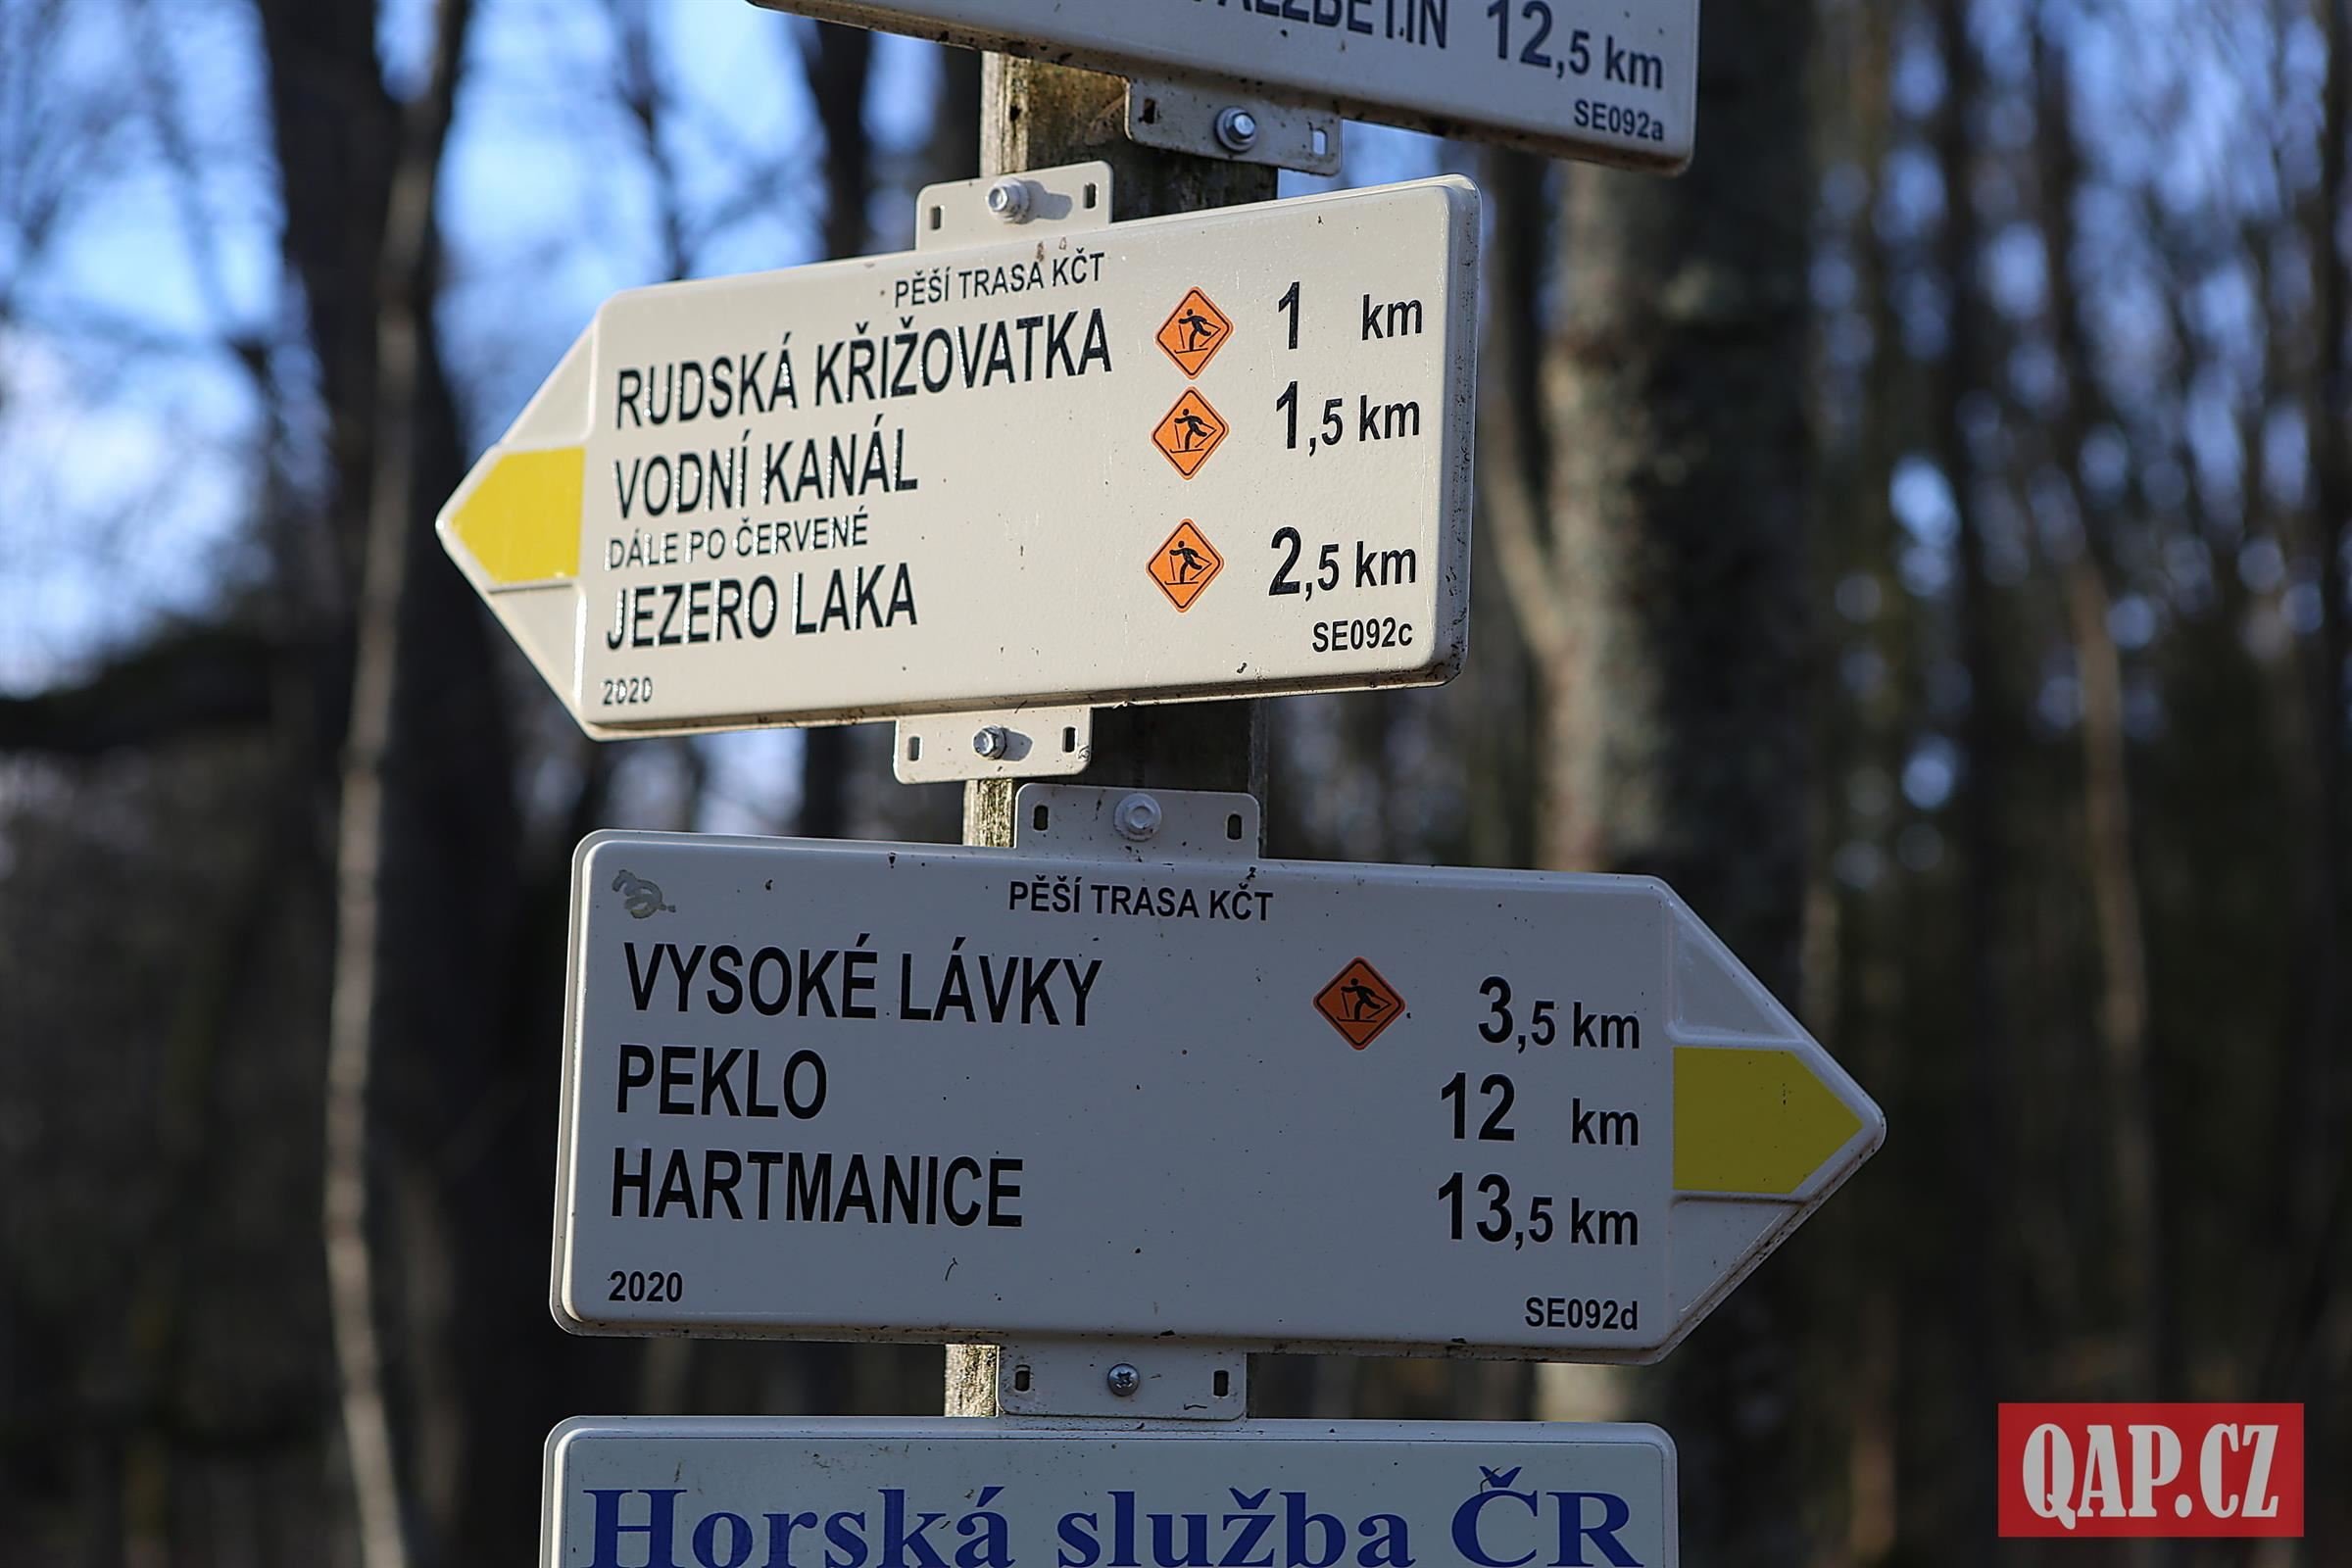 12,5 km
SE092a
PĚŠÍ TRASA KČT
RUDSKÁ KŘIŽOVATKA 1 km
VODNÍ KANÁL 1,5 km
DÁLE PO ČERVENÉ
JEZERO LAKA 2,5 km
SE092c
2020
PĚŠÍ TRASA KČT
VYSOKÉ LÁVKY 3,5 km
PEKLO 12 km
HARTMANICE 13,5 km
2020 SE092d
Horská služba ČR
QAP.CZ